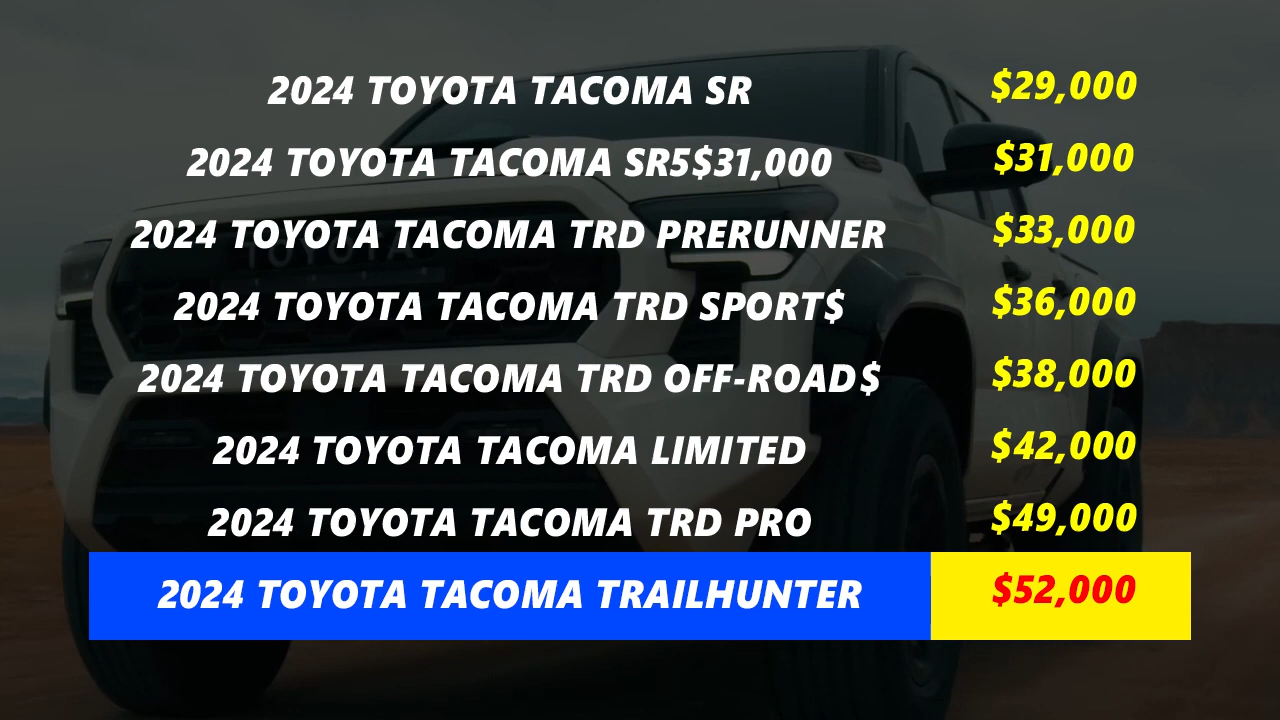 2024 TOYOTA TACOMA SR $29,000
2024 TOYOTA TACOMA SR5$31,000 $31,000
2024 TOYOTA TACOMA TRD PRERUNNER $33,000
TOYOTA
2024 TOYOTA TACOMA TRD SPORT$ $36,000
2024 TOYOTA TACOMA TRD OFF-ROAD$ $38,000
2024 TOYOTA TACOMA LIMITED $42,000
2024 TOYOTA TACOMA TRD PRO $49,000
2024 TOYOTA TACOMA TRAILHUNTER $52,000